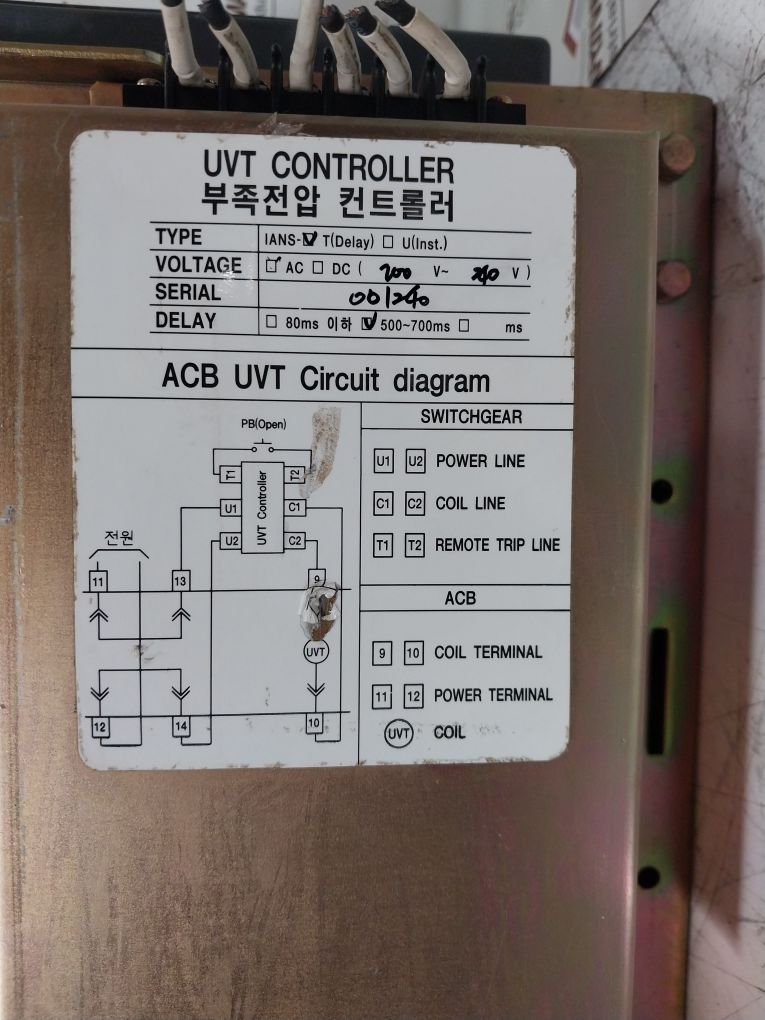 UVT CONTROLLER
부족전압 컨트롤러
TYPE IANS-☑ T(Delay) ☐ U(Inst.)
VOLTAGE ☑ AC ☐ DC ( 200 V~ 240 V )
SERIAL 001240
DELAY ☐ 80ms 이하 ☑ 500~700ms ☐ ms
ACB UVT Circuit diagram
PB(Open)
T1 T2
U1 C1
U2 C2
UVT Controller
전원
11 13 9
UVT
12 14 10
SWITCHGEAR
U1 U2 POWER LINE
C1 C2 COIL LINE
T1 T2 REMOTE TRIP LINE
ACB
9 10 COIL TERMINAL
11 12 POWER TERMINAL
UVT COIL